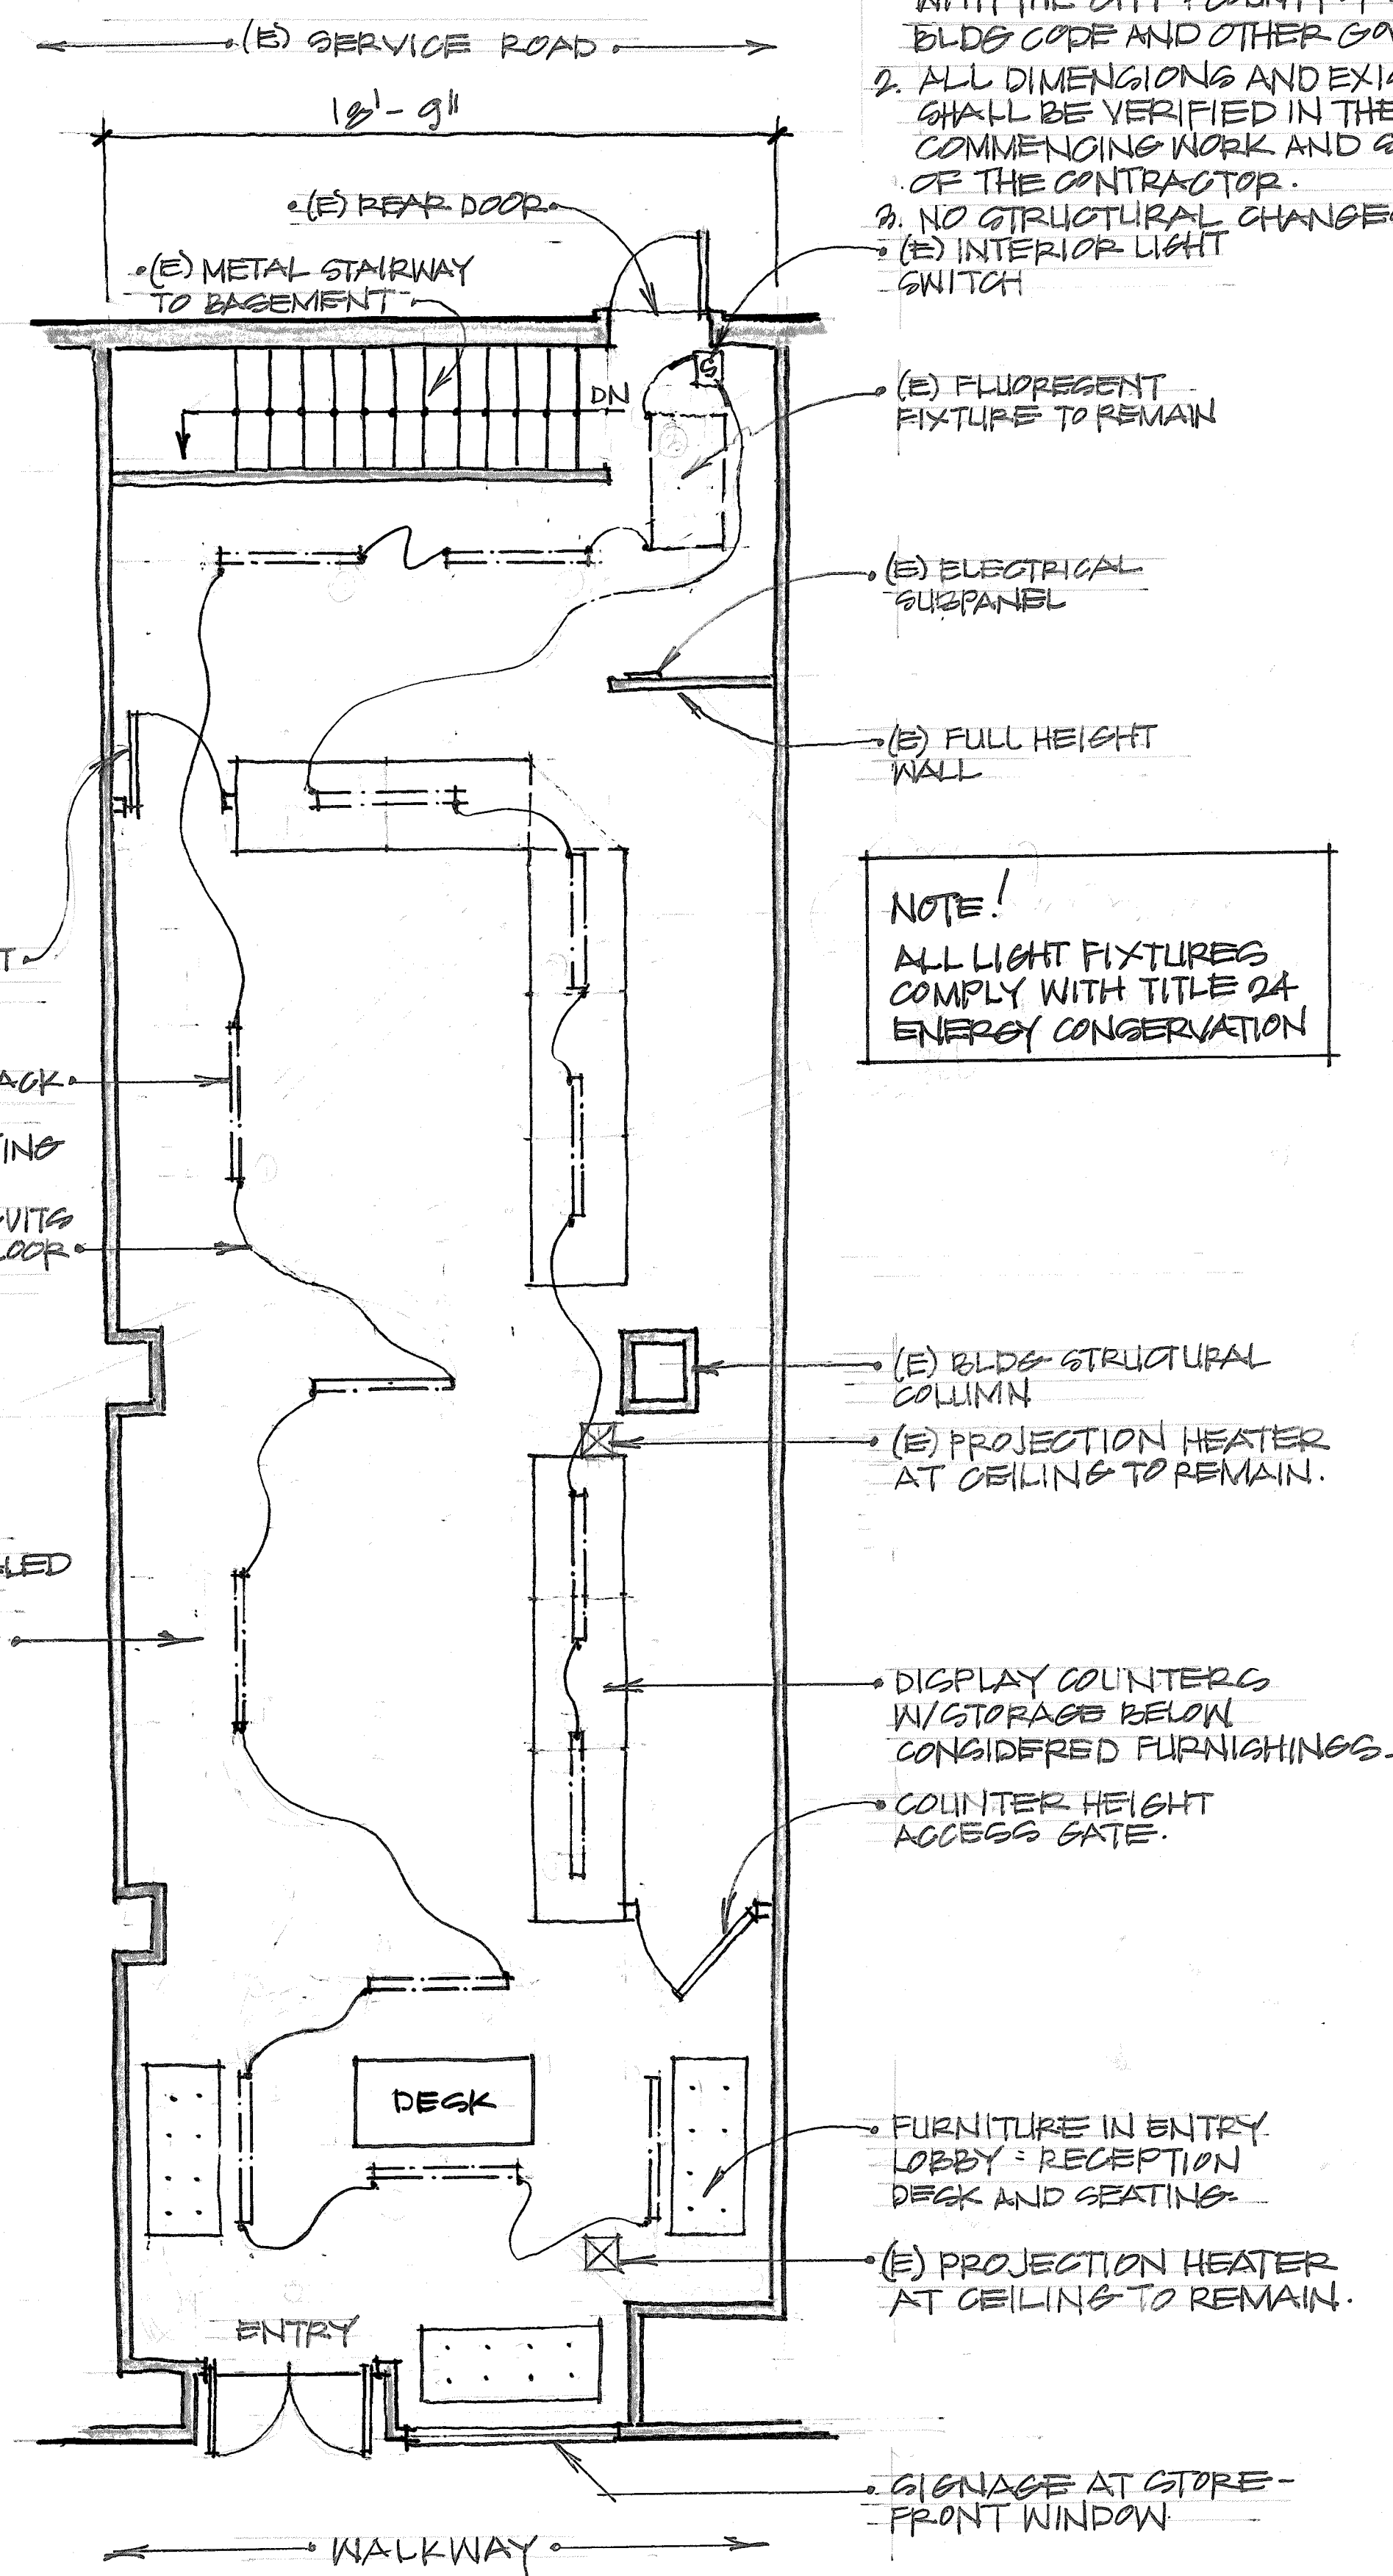 (E) SERVICE ROAD
18'-9"
WITH THE CITY & COUNTY
BLDG CODE AND OTHER
2. ALL DIMENSIONS AND
SHALL BE VERIFIED IN THE
COMMENCING WORK AND
OF THE CONTRACTOR.
3. NO STRUCTURAL
(E) REAR DOOR
(E) METAL STAIRWAY
TO BASEMENT
(E) INTERIOR LIGHT
SWITCH
S
DN
(E) FLUORESENT
FIXTURE TO REMAIN
(E) ELECTRICAL
SUBPANEL
(E) FULL HEIGHT
WALL
NOTE!
ALL LIGHT FIXTURES
COMPLY WITH TITLE 24
ENERGY CONSERVATION
(E) BLDG STRUCTURAL
COLUMN
(E) PROJECTION HEATER
AT CEILING TO REMAIN.
DISPLAY COUNTERS
W/STORAGE BELOW
CONSIDERED FURNISHINGS.
COUNTER HEIGHT
ACCESS GATE.
DESK
FURNITURE IN ENTRY
LOBBY = RECEPTION
DESK AND SEATING.
(E) PROJECTION HEATER
AT CEILING TO REMAIN.
ENTRY
SIGNAGE AT STORE-
FRONT WINDOW
WALKWAY